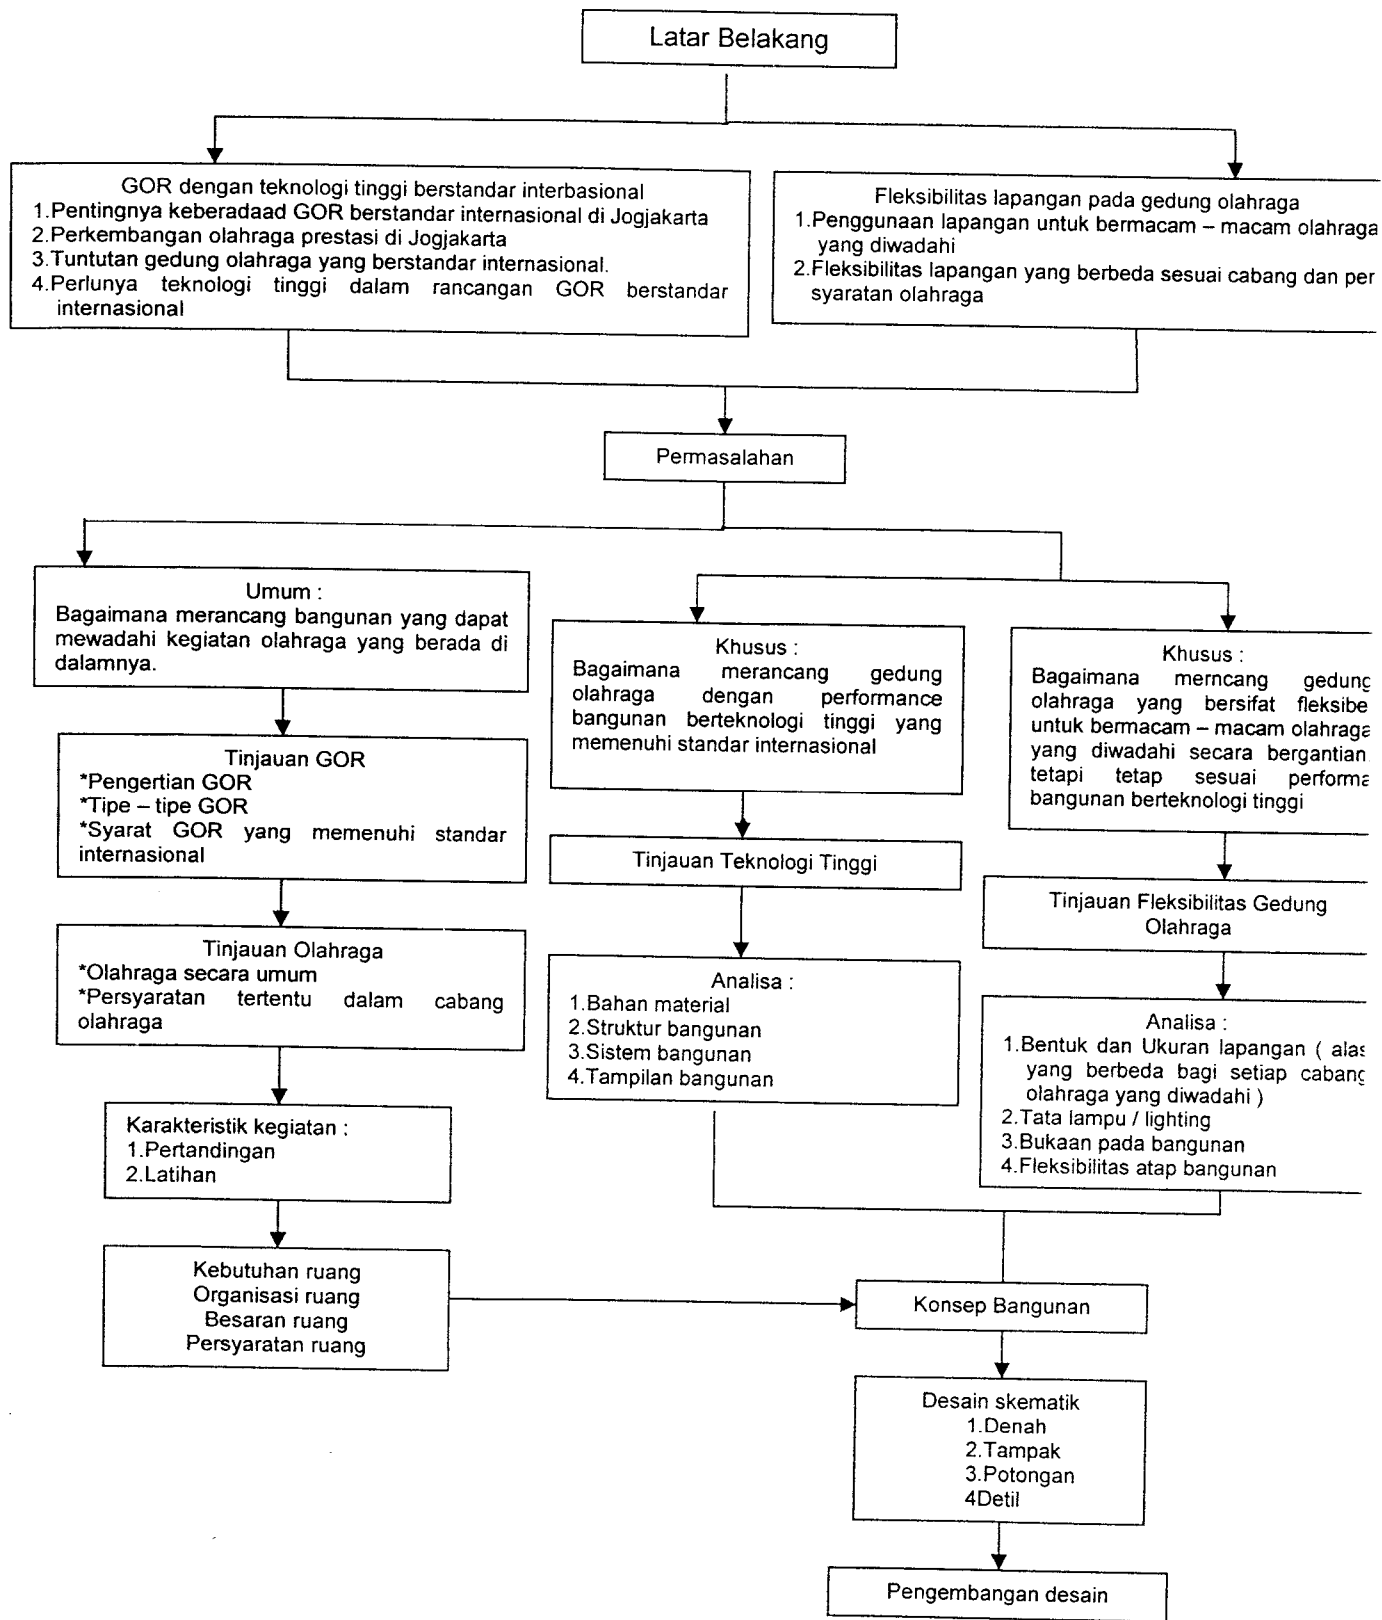 Latar Belakang
GOR dengan teknologi tinggi berstandar interbasional
1.Pentingnya keberadaad GOR berstandar internasional di Jogjakarta
2.Perkembangan olahraga prestasi di Jogjakarta
3.Tuntutan gedung olahraga yang berstandar internasional.
4.Perlunya teknologi tinggi dalam rancangan GOR berstandar
internasional
Fleksibilitas lapangan pada gedung olahraga
1.Penggunaan lapangan untuk bermacam – macam olahraga
yang diwadahi
2.Fleksibilitas lapangan yang berbeda sesuai cabang dan per
syaratan olahraga
Permasalahan
Umum :
Bagaimana merancang bangunan yang dapat
mewadahi kegiatan olahraga yang berada di
dalamnya.
Tinjauan GOR
*Pengertian GOR
*Tipe – tipe GOR
*Syarat GOR yang memenuhi standar
internasional
Tinjauan Olahraga
*Olahraga secara umum
*Persyaratan tertentu dalam cabang
olahraga
Karakteristik kegiatan :
1.Pertandingan
2.Latihan
Kebutuhan ruang
Organisasi ruang
Besaran ruang
Persyaratan ruang
Khusus :
Bagaimana merancang gedung
olahraga dengan performance
bangunan berteknologi tinggi yang
memenuhi standar internasional
Tinjauan Teknologi Tinggi
Analisa :
1.Bahan material
2.Struktur bangunan
3.Sistem bangunan
4.Tampilan bangunan
Khusus :
Bagaimana merncang gedung
olahraga yang bersifat fleksibe
untuk bermacam – macam olahraga
yang diwadahi secara bergantian
tetapi tetap sesuai performa
bangunan berteknologi tinggi
Tinjauan Fleksibilitas Gedung
Olahraga
Analisa :
1.Bentuk dan Ukuran lapangan ( alas
yang berbeda bagi setiap cabang
olahraga yang diwadahi )
2.Tata lampu / lighting
3.Bukaan pada bangunan
4.Fleksibilitas atap bangunan
Konsep Bangunan
Desain skematik
1.Denah
2.Tampak
3.Potongan
4Detil
Pengembangan desain